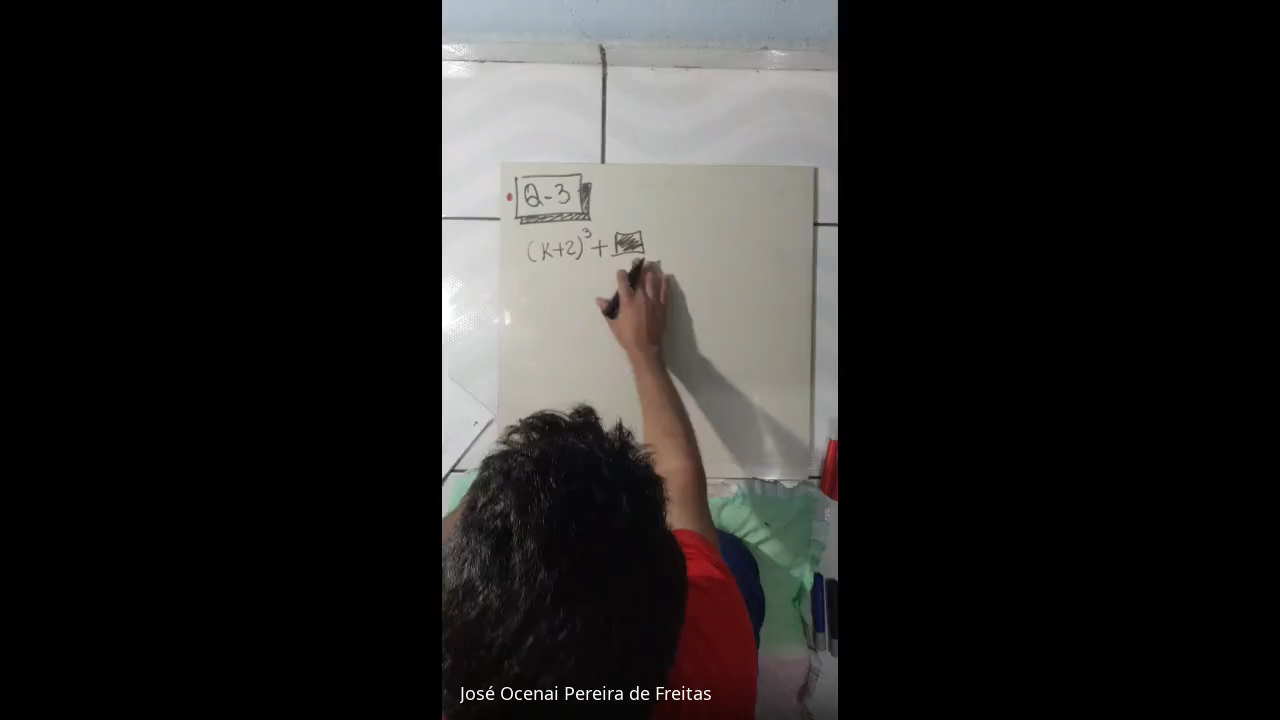 Q-3
(K+2)³+
José Ocenai Pereira de Freitas